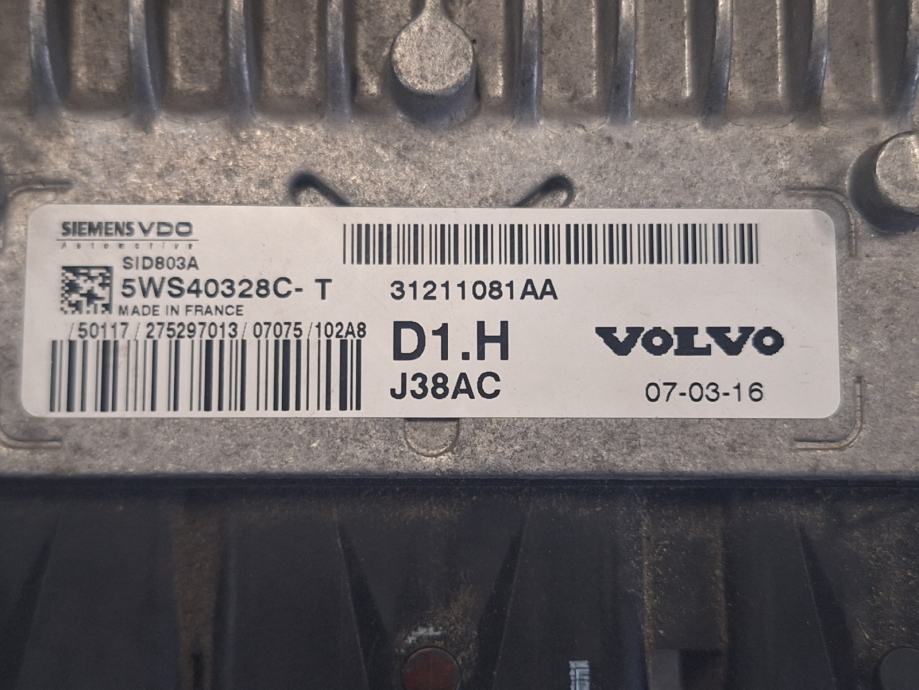 SIEMENS VDO
Automotive
SID803A
5WS40328C-T
MADE IN FRANCE
/50117/275297013/07075/102A8
31211081AA
D1.H
J38AC
VOLVO
07-03-16